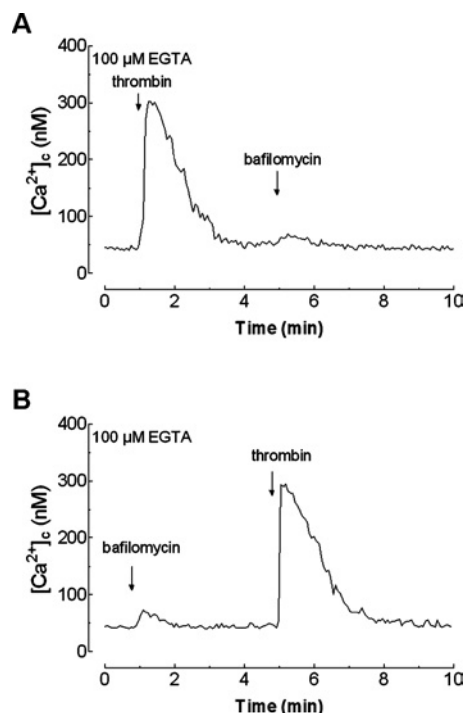 A
400
100 µM EGTA
thrombin
300
[Ca²⁺]c (nM)
200
bafilomycin
100
50
0
0 2 4 6 8 10
Time (min)
B
400
100 µM EGTA
thrombin
300
[Ca²⁺]c (nM)
200
bafilomycin
100
50
0
0 2 4 6 8 10
Time (min)